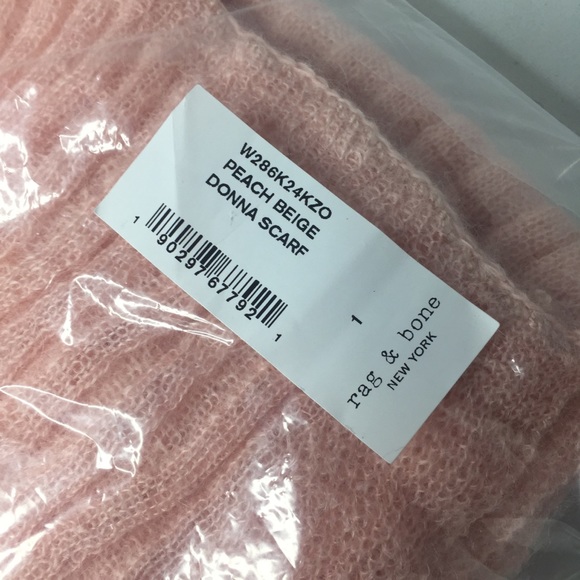 W286K24KZO
PEACH BEIGE
DONNA SCARF
1 90297 67792 1
1
rag & bone
NEW YORK